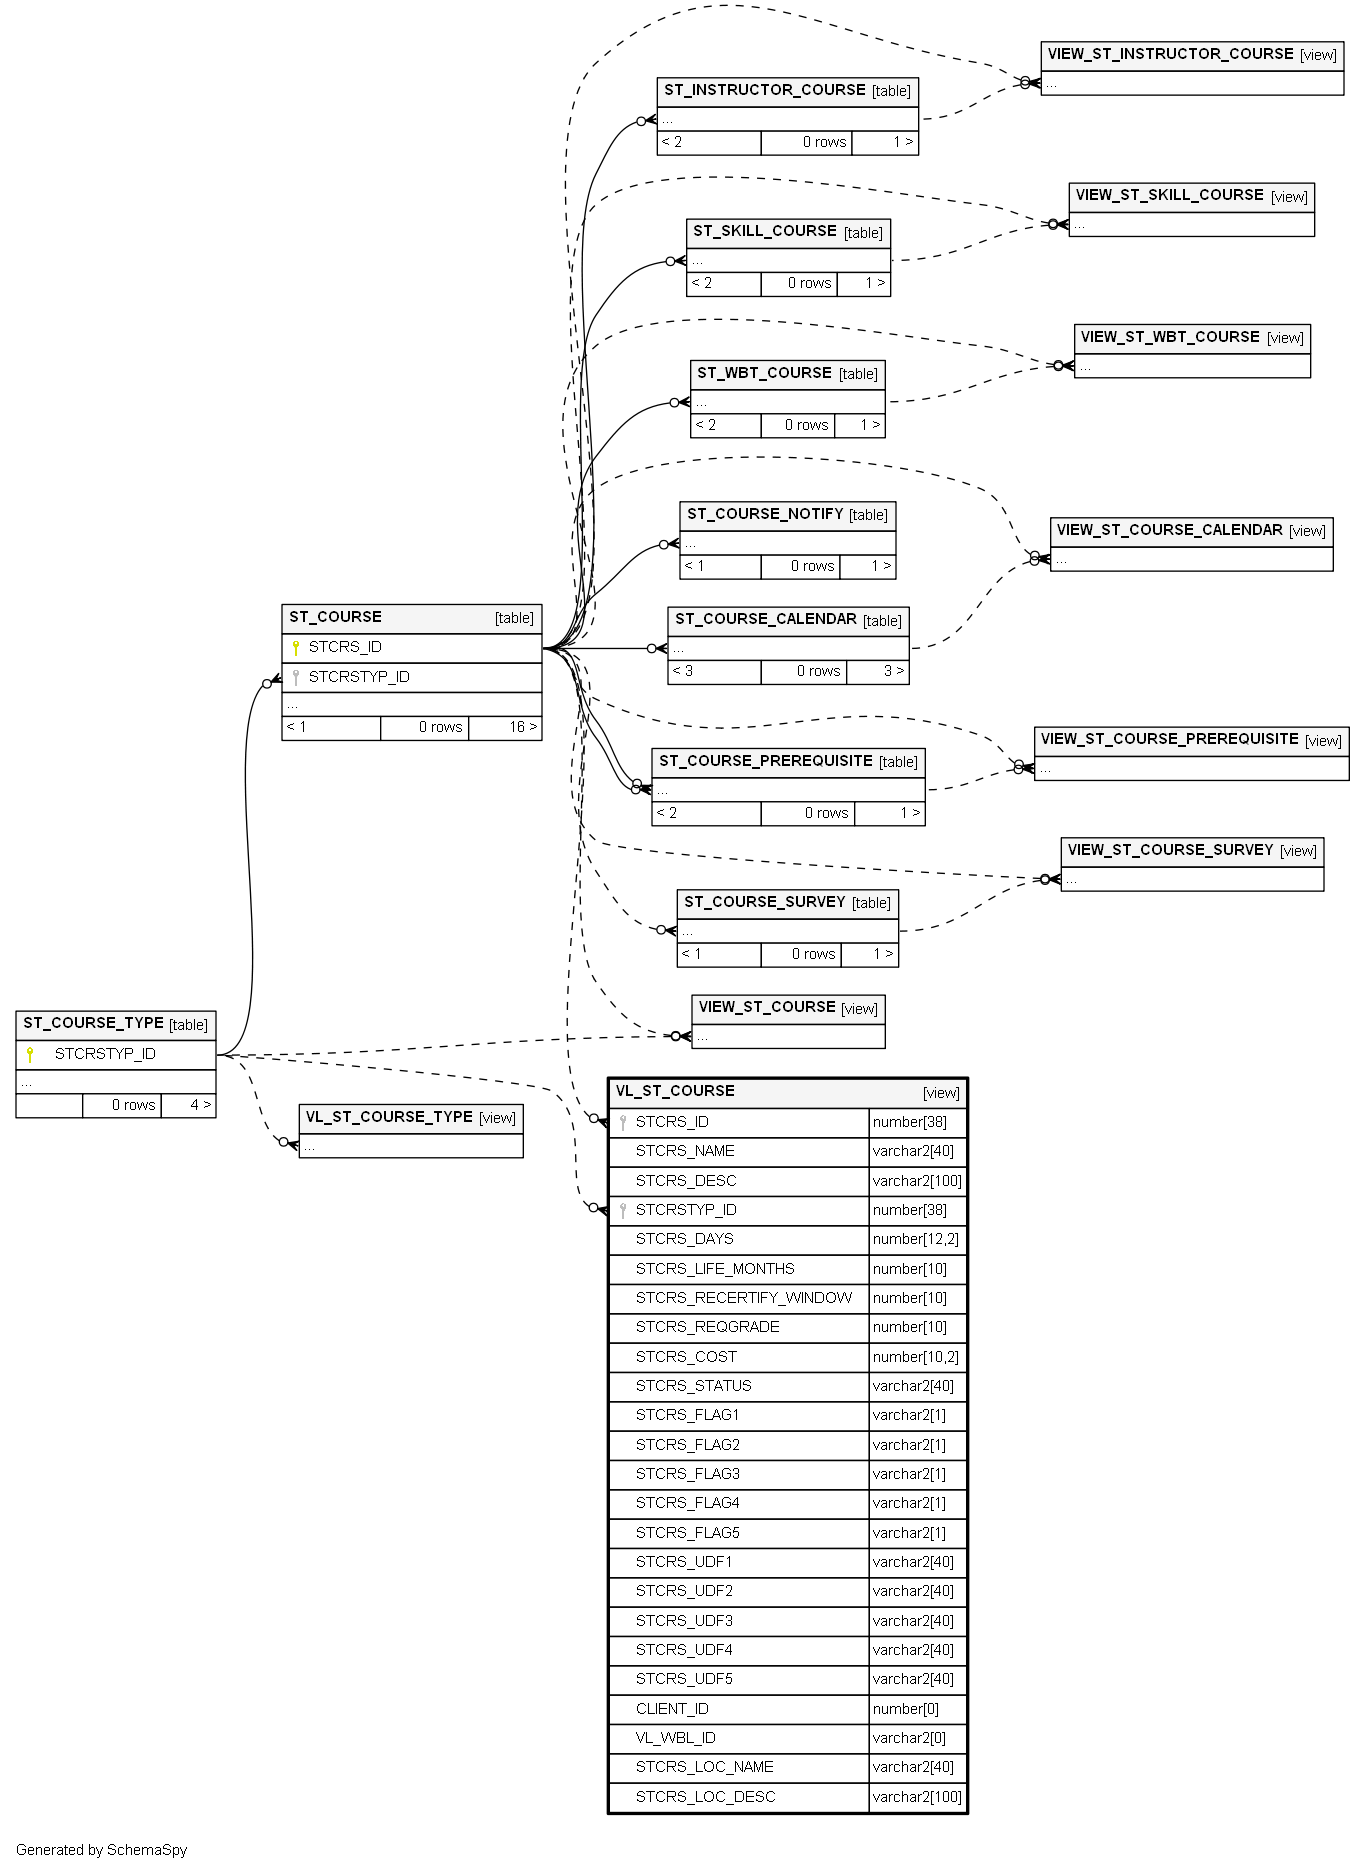 VIEW_ST_INSTRUCTOR_COURSE [view]
...
ST_INSTRUCTOR_COURSE [table]
...
< 2 0 rows 1 >
VIEW_ST_SKILL_COURSE [view]
...
ST_SKILL_COURSE [table]
...
< 2 0 rows 1 >
VIEW_ST_WBT_COURSE [view]
...
ST_WBT_COURSE [table]
...
< 2 0 rows 1 >
ST_COURSE_NOTIFY [table]
...
< 1 0 rows 1 >
VIEW_ST_COURSE_CALENDAR [view]
...
ST_COURSE_CALENDAR [table]
...
< 3 0 rows 3 >
ST_COURSE [table]
STCRS_ID
STCRSTYP_ID
...
< 1 0 rows 16 >
VIEW_ST_COURSE_PREREQUISITE [view]
...
ST_COURSE_PREREQUISITE [table]
...
< 2 0 rows 1 >
VIEW_ST_COURSE_SURVEY [view]
...
ST_COURSE_SURVEY [table]
...
< 1 0 rows 1 >
VIEW_ST_COURSE [view]
...
ST_COURSE_TYPE [table]
STCRSTYP_ID
...
0 rows 4 >
VL_ST_COURSE_TYPE [view]
...
VL_ST_COURSE [view]
STCRS_ID number[38]
STCRS_NAME varchar2[40]
STCRS_DESC varchar2[100]
STCRSTYP_ID number[38]
STCRS_DAYS number[12,2]
STCRS_LIFE_MONTHS number[10]
STCRS_RECERTIFY_WINDOW number[10]
STCRS_REQGRADE number[10]
STCRS_COST number[10,2]
STCRS_STATUS varchar2[40]
STCRS_FLAG1 varchar2[1]
STCRS_FLAG2 varchar2[1]
STCRS_FLAG3 varchar2[1]
STCRS_FLAG4 varchar2[1]
STCRS_FLAG5 varchar2[1]
STCRS_UDF1 varchar2[40]
STCRS_UDF2 varchar2[40]
STCRS_UDF3 varchar2[40]
STCRS_UDF4 varchar2[40]
STCRS_UDF5 varchar2[40]
CLIENT_ID number[0]
VL_WBL_ID varchar2[0]
STCRS_LOC_NAME varchar2[40]
STCRS_LOC_DESC varchar2[100]
Generated by SchemaSpy